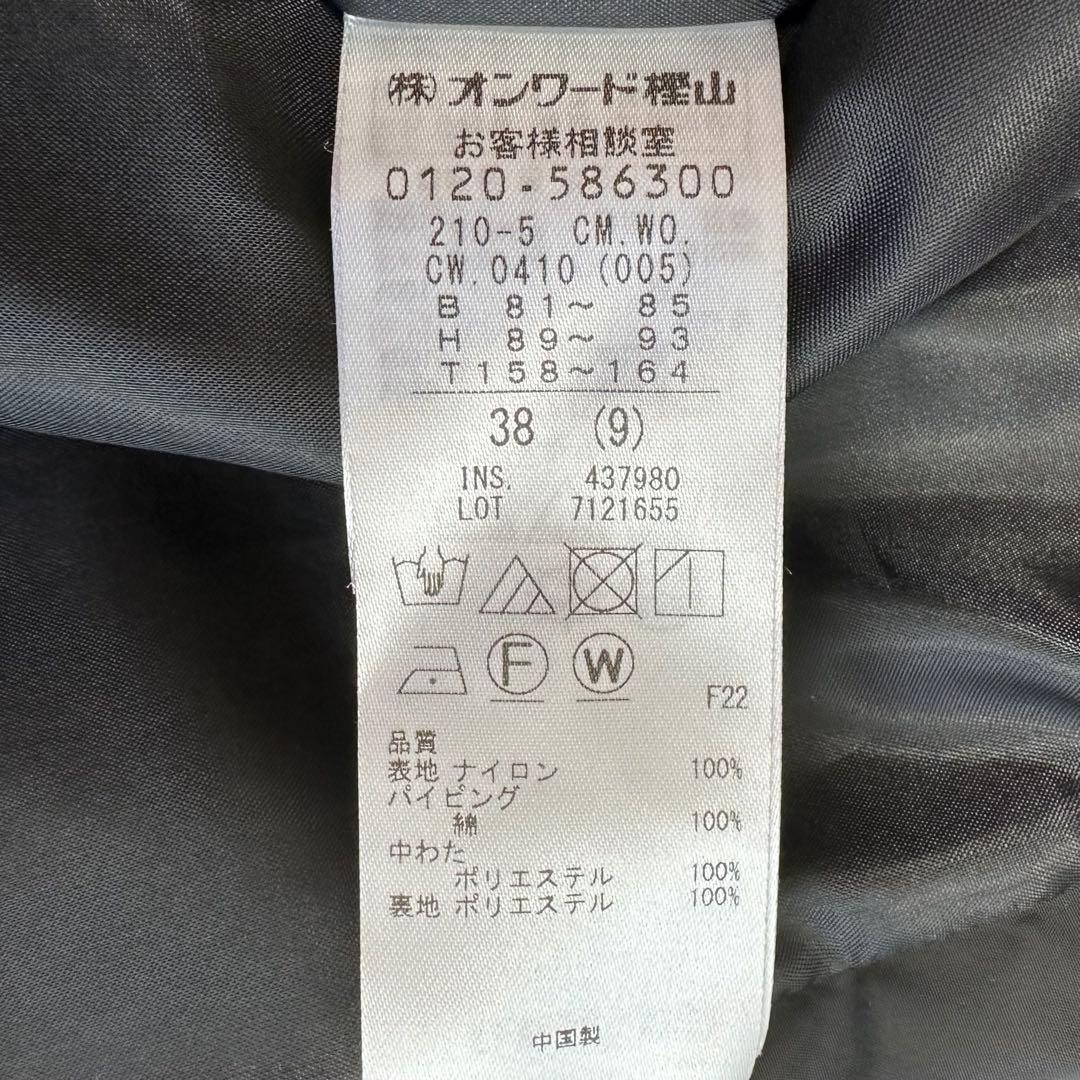 (株)オンワード樫山
お客様相談室
0120-586300
210-5 CM.WO.
CW.0410 (005)
B 81~ 85
H 89~ 93
T158~164
38 (9)
INS. 437980
LOT 7121655
F W
F22
品質
表地 ナイロン 100%
パイピング
綿 100%
中わた
ポリエステル 100%
裏地 ポリエステル 100%
中国製